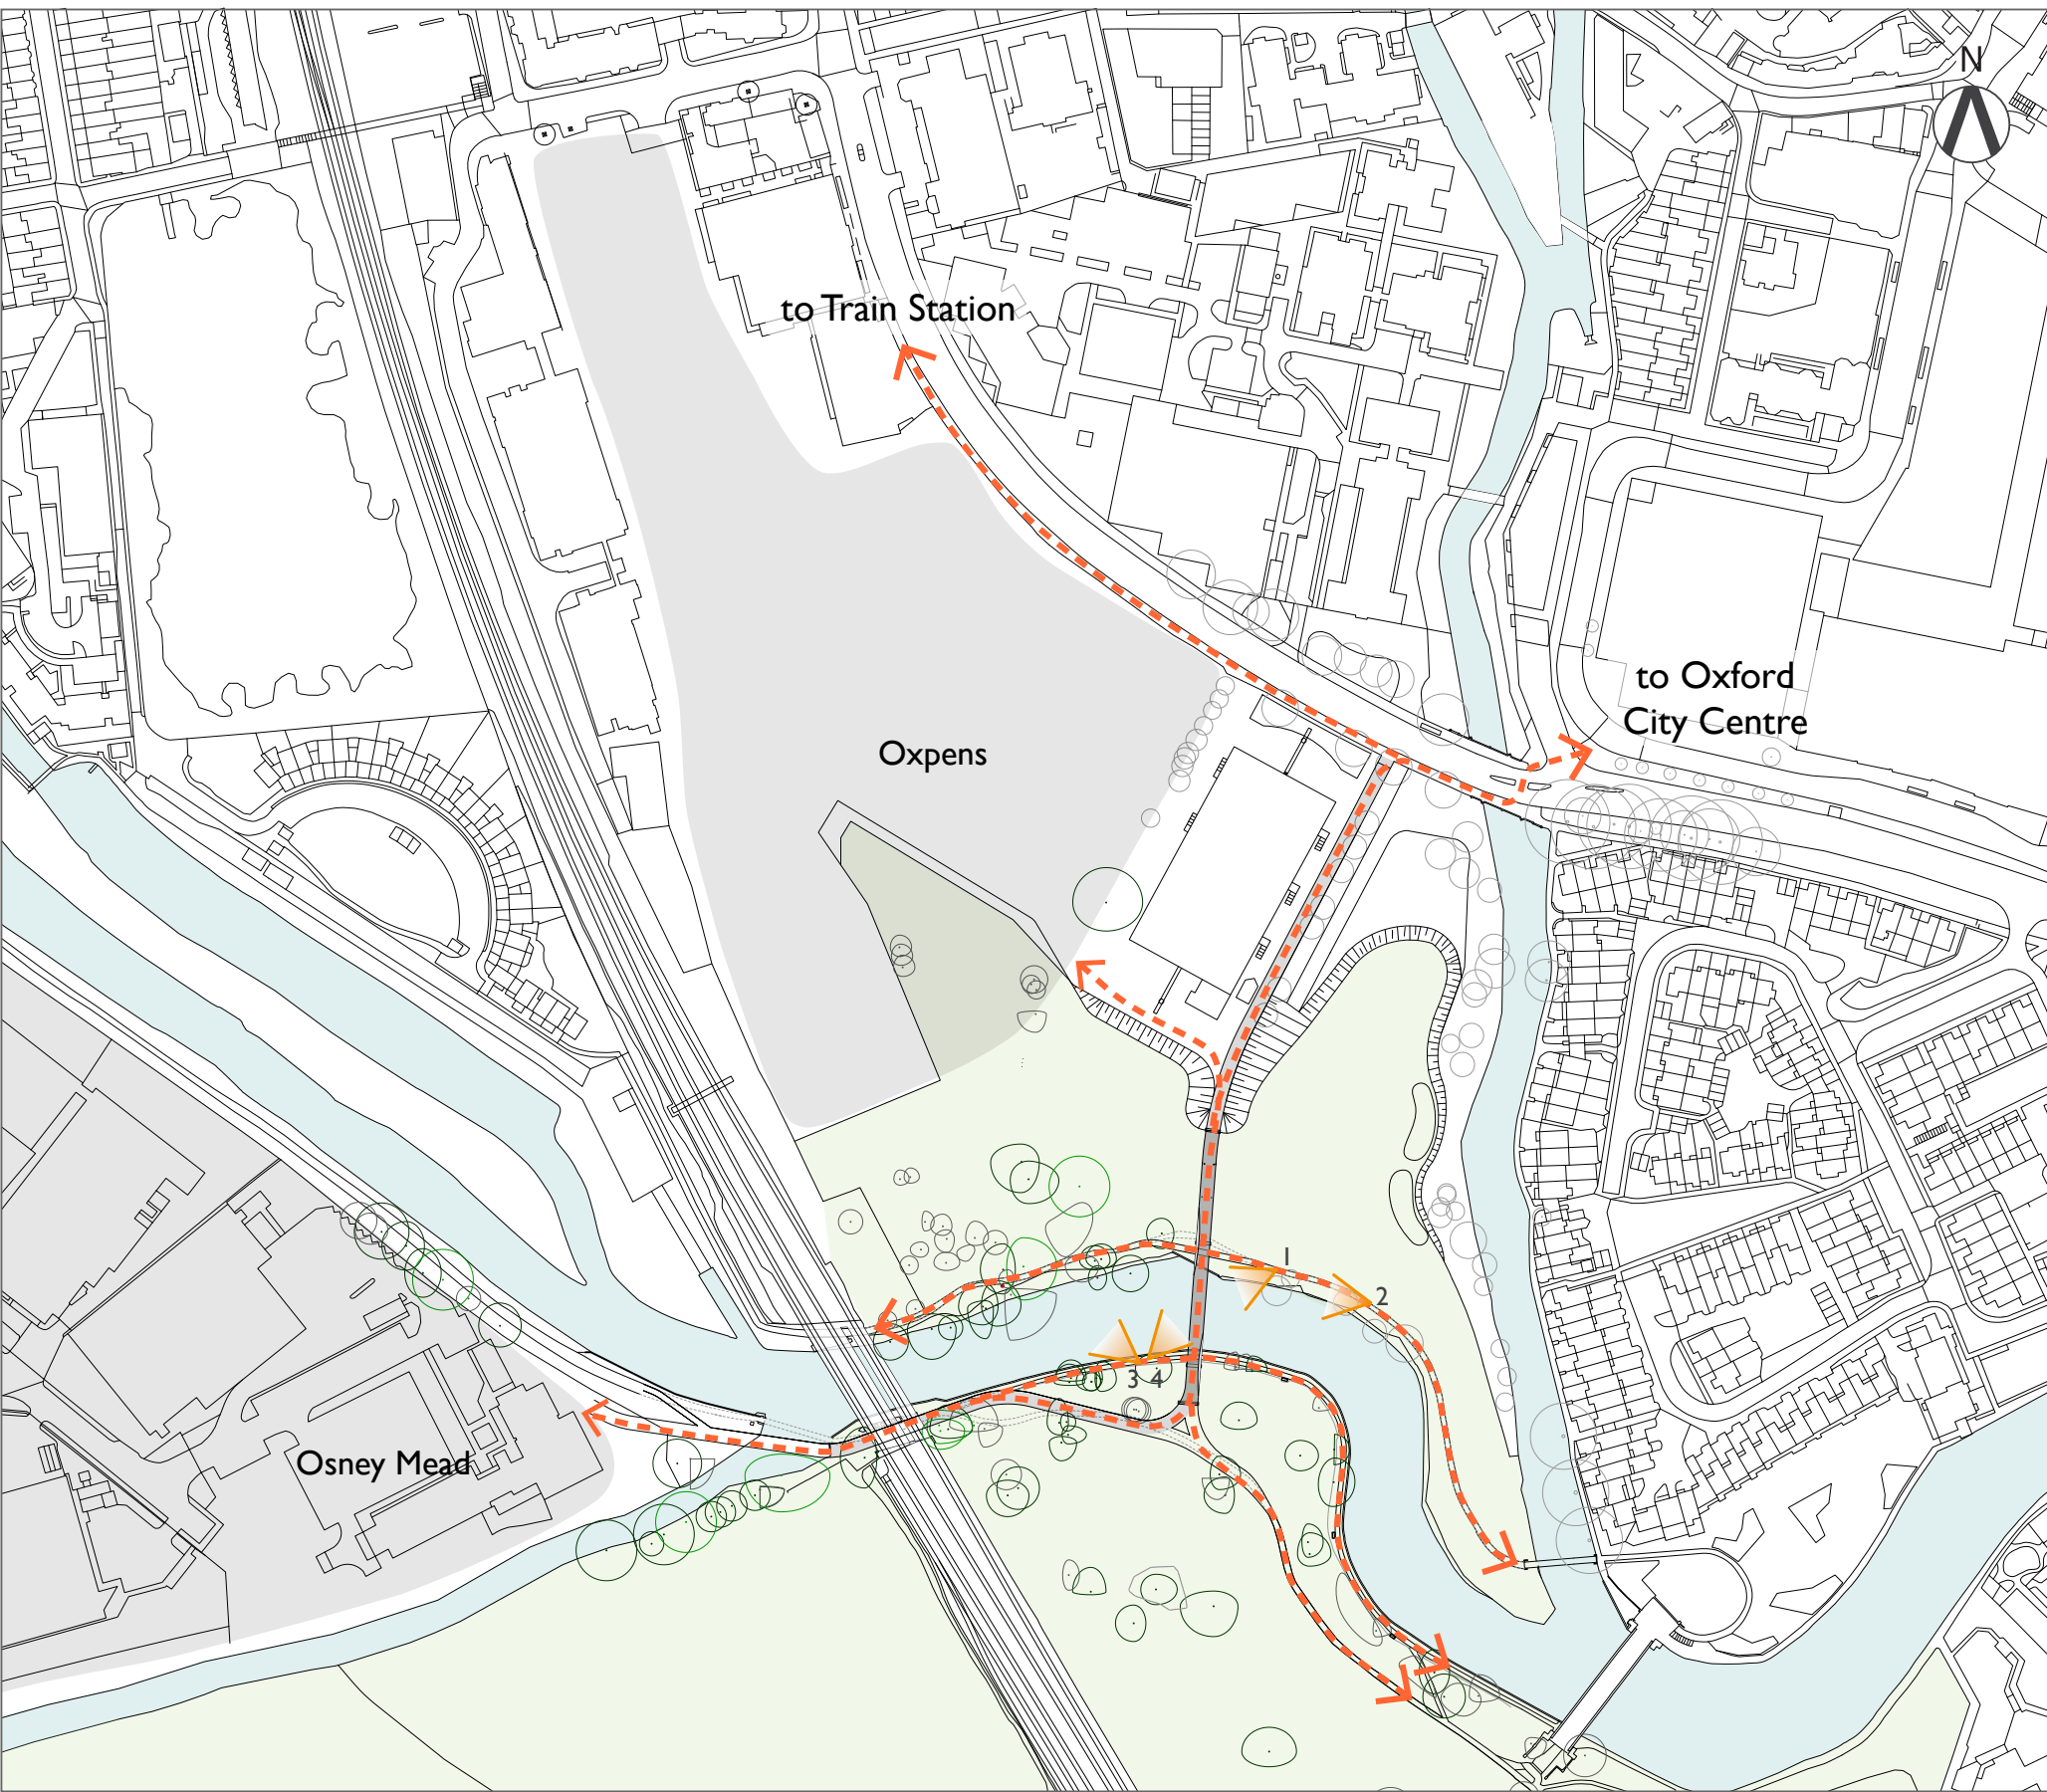 N
to Train Station
to Oxford
City Centre
Oxpens
1
2
3 4
Osney Mead